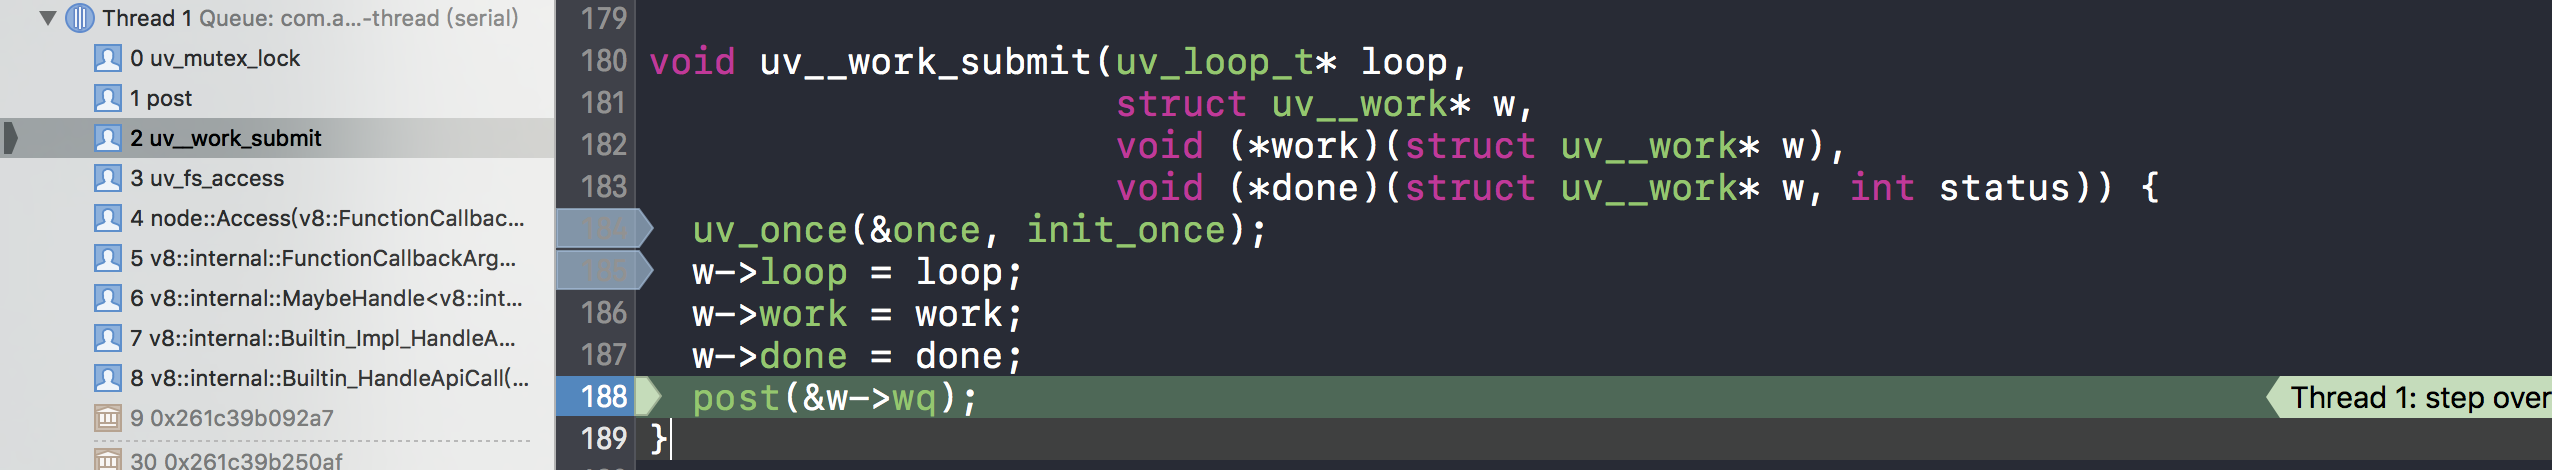 Thread 1 Queue: com.a...-thread (serial)
0 uv_mutex_lock
1 post
2 uv__work_submit
3 uv_fs_access
4 node::Access(v8::FunctionCallbac...
5 v8::internal::FunctionCallbackArg...
6 v8::internal::MaybeHandle<v8::int...
7 v8::internal::Builtin_Impl_HandleA...
8 v8::internal::Builtin_HandleApiCall(...
9 0x261c39b092a7
30 0x261c39b250af
179
180 void uv__work_submit(uv_loop_t* loop,
181 struct uv__work* w,
182 void (*work)(struct uv__work* w),
183 void (*done)(struct uv__work* w, int status)) {
184 uv_once(&once, init_once);
185 w->loop = loop;
186 w->work = work;
187 w->done = done;
188 post(&w->wq); Thread 1: step over
189 }